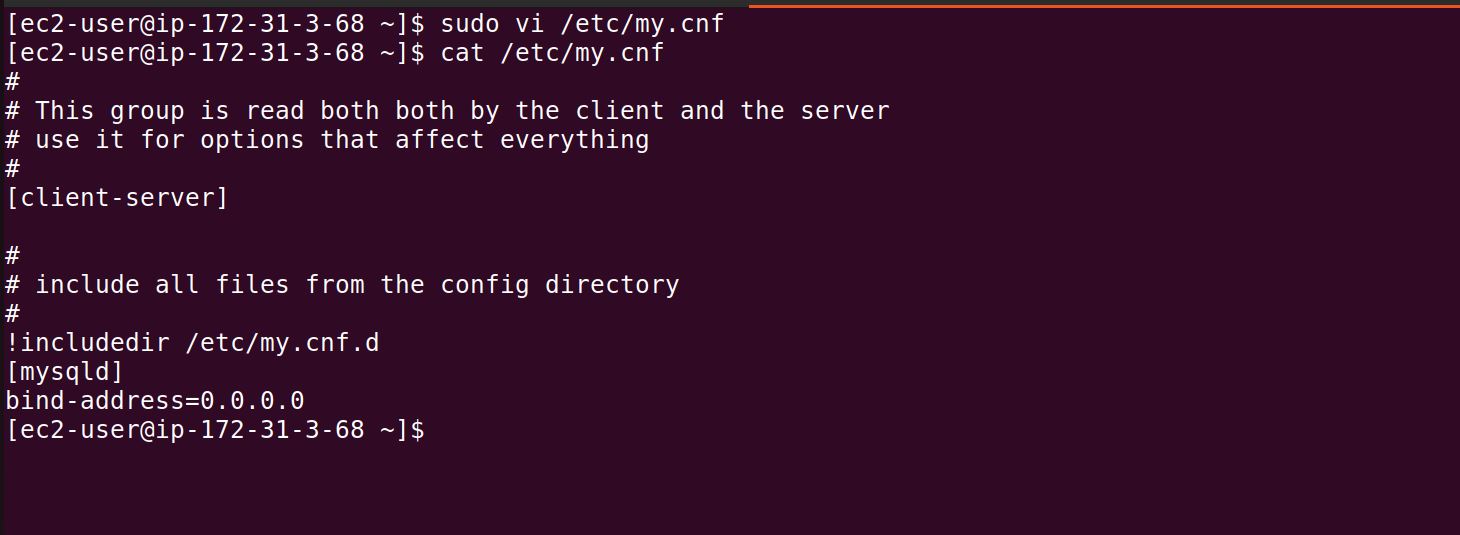 [ec2-user@ip-172-31-3-68 ~]$ sudo vi /etc/my.cnf
[ec2-user@ip-172-31-3-68 ~]$ cat /etc/my.cnf
#
# This group is read both both by the client and the server
# use it for options that affect everything
#
[client-server]

#
# include all files from the config directory
#
!includedir /etc/my.cnf.d
[mysqld]
bind-address=0.0.0.0
[ec2-user@ip-172-31-3-68 ~]$